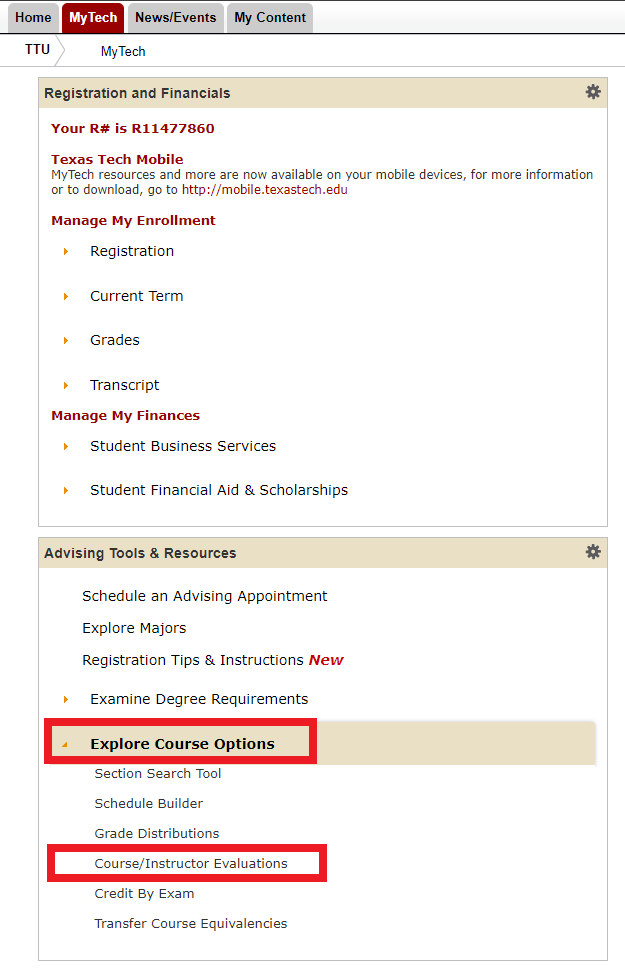 Home MyTech News/Events My Content
TTU MyTech
Registration and Financials
Your R# is R11477860
Texas Tech Mobile
MyTech resources and more are now available on your mobile devices, for more information
or to download, go to http://mobile.texastech.edu
Manage My Enrollment
Registration
Current Term
Grades
Transcript
Manage My Finances
Student Business Services
Student Financial Aid & Scholarships
Advising Tools & Resources
Schedule an Advising Appointment
Explore Majors
Registration Tips & Instructions New
Examine Degree Requirements
Explore Course Options
Section Search Tool
Schedule Builder
Grade Distributions
Course/Instructor Evaluations
Credit By Exam
Transfer Course Equivalencies